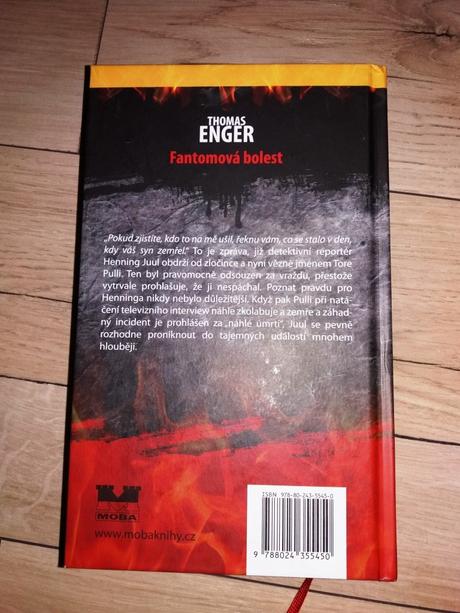 THOMAS
ENGER
Fantomová bolest
„Pokud zjistíte, kdo to na mě ušil, řeknu vám, co se stalo v den,
kdy váš syn zemřel.“ To je zpráva, již detektivní reportér
Henning Juul obdrží od zločince a nyní vězně jménem Tore
Pulli. Ten byl pravomocně odsouzen za vraždu, přestože
vytrvale prohlašuje, že ji nespáchal. Poznat pravdu pro
Henninga nikdy nebylo důležitější. Když pak Pulli při natá-
čení televizního interview náhle zkolabuje a zemře a záhad-
ný incident je prohlášen za „náhlé úmrtí“, Juul se pevně
rozhodne proniknout do tajemných událostí mnohem
hlouběji.
MOBA
www.mobaknihy.cz
ISBN 978-80-243-5545-0
9 788024 355450